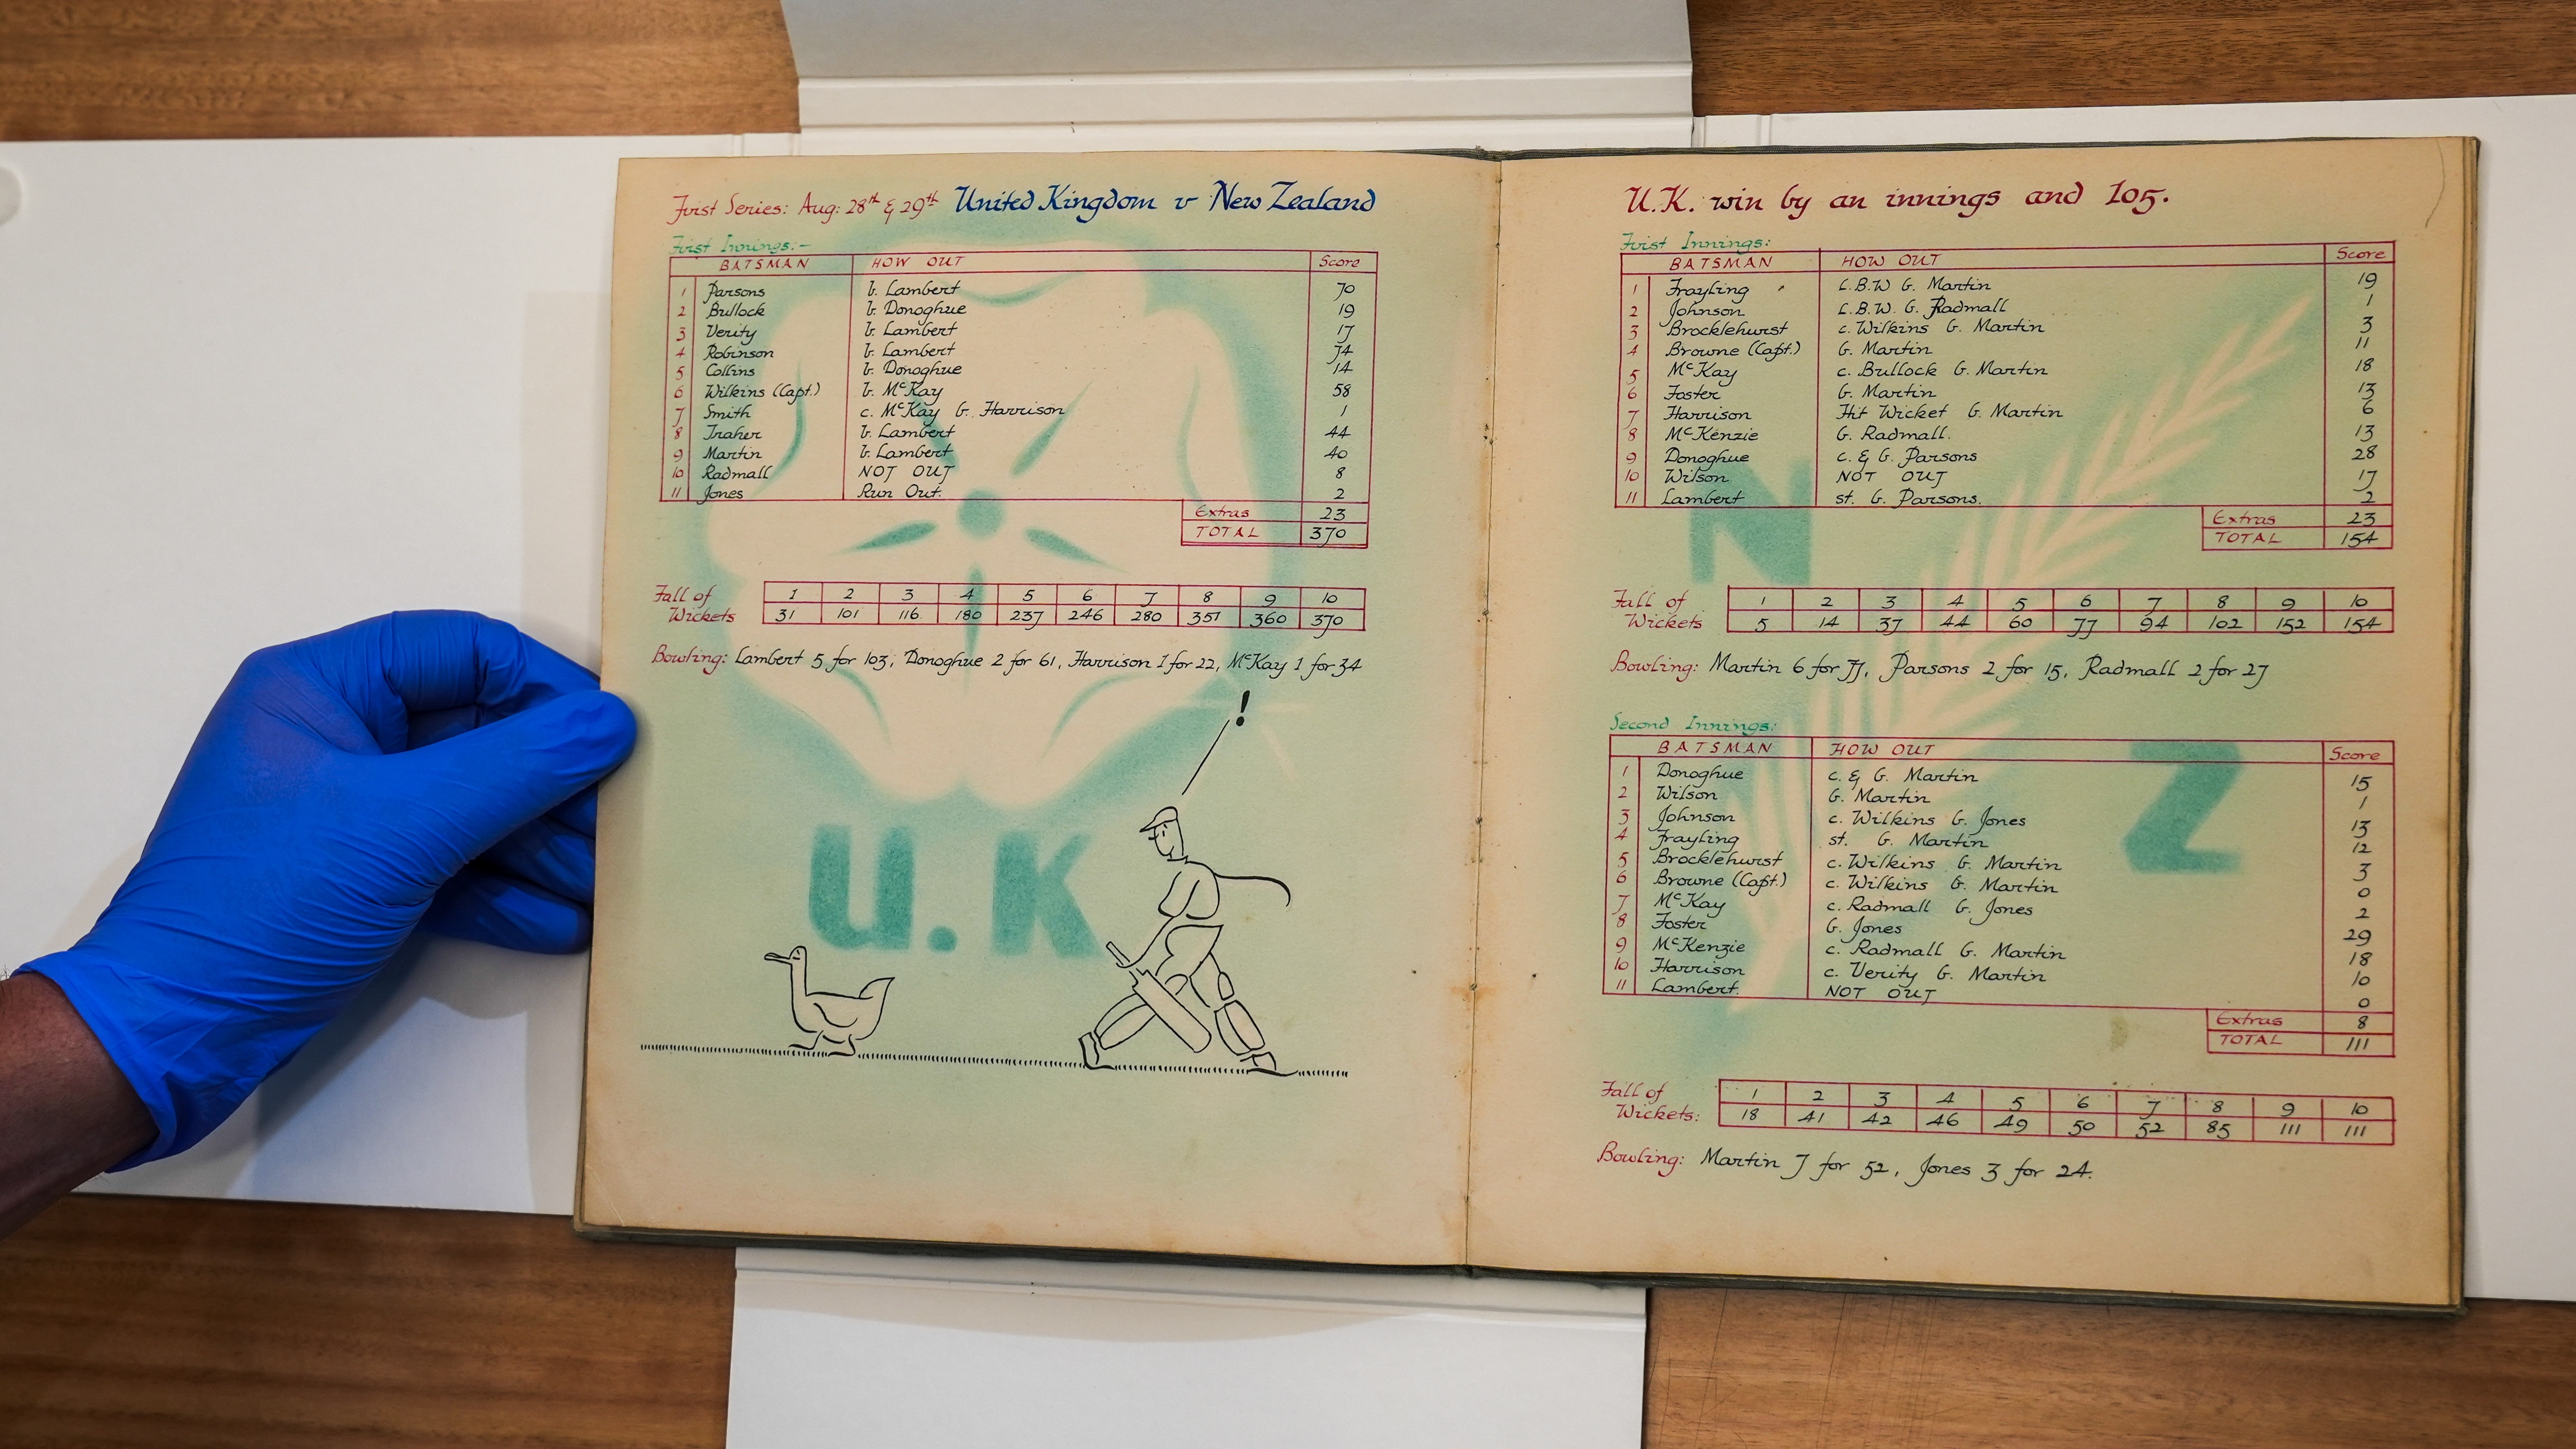 First Series: Aug: 28th & 29th United Kingdom v New Zealand
First Innings:-
BATSMAN HOW OUT Score
1 Parsons b. Lambert 70
2 Bullock b. Donoghue 19
3 Verity b. Lambert 17
4 Robinson b. Lambert 74
5 Collins b. Donoghue 14
6 Wilkins (Capt.) b. McKay 58
7 Smith c. McKay b. Harrison 1
8 Traher b. Lambert 44
9 Martin b. Lambert 40
10 Radmall NOT OUT 8
11 Jones Run Out. 2
Extras 23
TOTAL 370
Fall of Wickets 1 2 3 4 5 6 7 8 9 10
31 101 116 180 237 246 280 351 360 370
Bowling: Lambert 5 for 103, Donoghue 2 for 61, Harrison 1 for 22, McKay 1 for 34
!
U.K
U.K. win by an innings and 105.
First Innings:
BATSMAN HOW OUT Score
1 Frayling L.B.W b. Martin 19
2 Johnson L.B.W. b. Radmall 1
3 Brocklehurst c. Wilkins b. Martin 3
4 Browne (Capt.) b. Martin 11
5 McKay c. Bullock b. Martin 18
6 Foster b. Martin 13
7 Harrison Hit Wicket b. Martin 6
8 McKenzie b. Radmall. 13
9 Donoghue c. & b. Parsons 28
10 Wilson NOT OUT 17
11 Lambert st. b. Parsons. 2
Extras 23
TOTAL 154
N
Fall of Wickets 1 2 3 4 5 6 7 8 9 10
5 14 37 44 60 77 94 102 152 154
Bowling: Martin 6 for 77, Parsons 2 for 15, Radmall 2 for 27
Second Innings:
BATSMAN HOW OUT Score
1 Donoghue c. & b. Martin 15
2 Wilson b. Martin 1
3 Johnson c. Wilkins b. Jones 13
4 Frayling st. b. Martin 12
5 Brocklehurst c. Wilkins b. Martin 3
6 Browne (Capt.) c. Wilkins b. Martin 0
7 McKay c. Radmall b. Jones 2
8 Foster b. Jones 29
9 McKenzie c. Radmall b. Martin 18
10 Harrison c. Verity b. Martin 10
11 Lambert. NOT OUT 0
Extras 8
TOTAL 111
Z
Fall of Wickets: 1 2 3 4 5 6 7 8 9 10
18 41 42 46 49 50 52 85 111 111
Bowling: Martin 7 for 52, Jones 3 for 24.